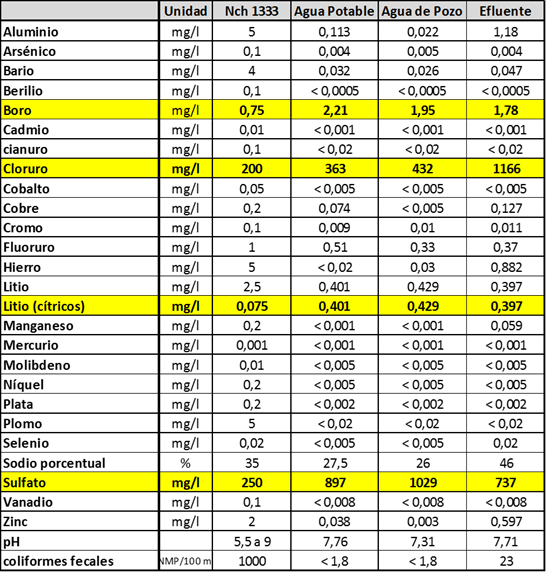 Unidad Nch 1333 Agua Potable Agua de Pozo Efluente
Aluminio mg/l 5 0,113 0,022 1,18
Arsénico mg/l 0,1 0,004 0,005 0,004
Bario mg/l 4 0,032 0,026 0,047
Berilio mg/l 0,1 < 0,0005 < 0,0005 < 0,0005
Boro mg/l 0,75 2,21 1,95 1,78
Cadmio mg/l 0,01 < 0,001 < 0,001 < 0,001
cianuro mg/l 0,1 < 0,02 < 0,02 < 0,02
Cloruro mg/l 200 363 432 1166
Cobalto mg/l 0,05 < 0,005 < 0,005 < 0,005
Cobre mg/l 0,2 0,074 < 0,005 0,127
Cromo mg/l 0,1 0,009 0,01 0,011
Fluoruro mg/l 1 0,51 0,33 0,37
Hierro mg/l 5 < 0,02 0,03 0,882
Litio mg/l 2,5 0,401 0,429 0,397
Litio (cítricos) mg/l 0,075 0,401 0,429 0,397
Manganeso mg/l 0,2 < 0,001 < 0,001 0,059
Mercurio mg/l 0,001 < 0,001 < 0,001 < 0,001
Molibdeno mg/l 0,01 < 0,005 < 0,005 < 0,005
Níquel mg/l 0,2 < 0,005 < 0,005 < 0,005
Plata mg/l 0,2 < 0,002 < 0,002 < 0,002
Plomo mg/l 5 < 0,02 < 0,02 < 0,02
Selenio mg/l 0,02 < 0,005 < 0,005 0,02
Sodio porcentual % 35 27,5 26 46
Sulfato mg/l 250 897 1029 737
Vanadio mg/l 0,1 < 0,008 < 0,008 < 0,008
Zinc mg/l 2 0,038 0,003 0,597
pH 5,5 a 9 7,76 7,31 7,71
coliformes fecales NMP/100 m 1000 < 1,8 < 1,8 23